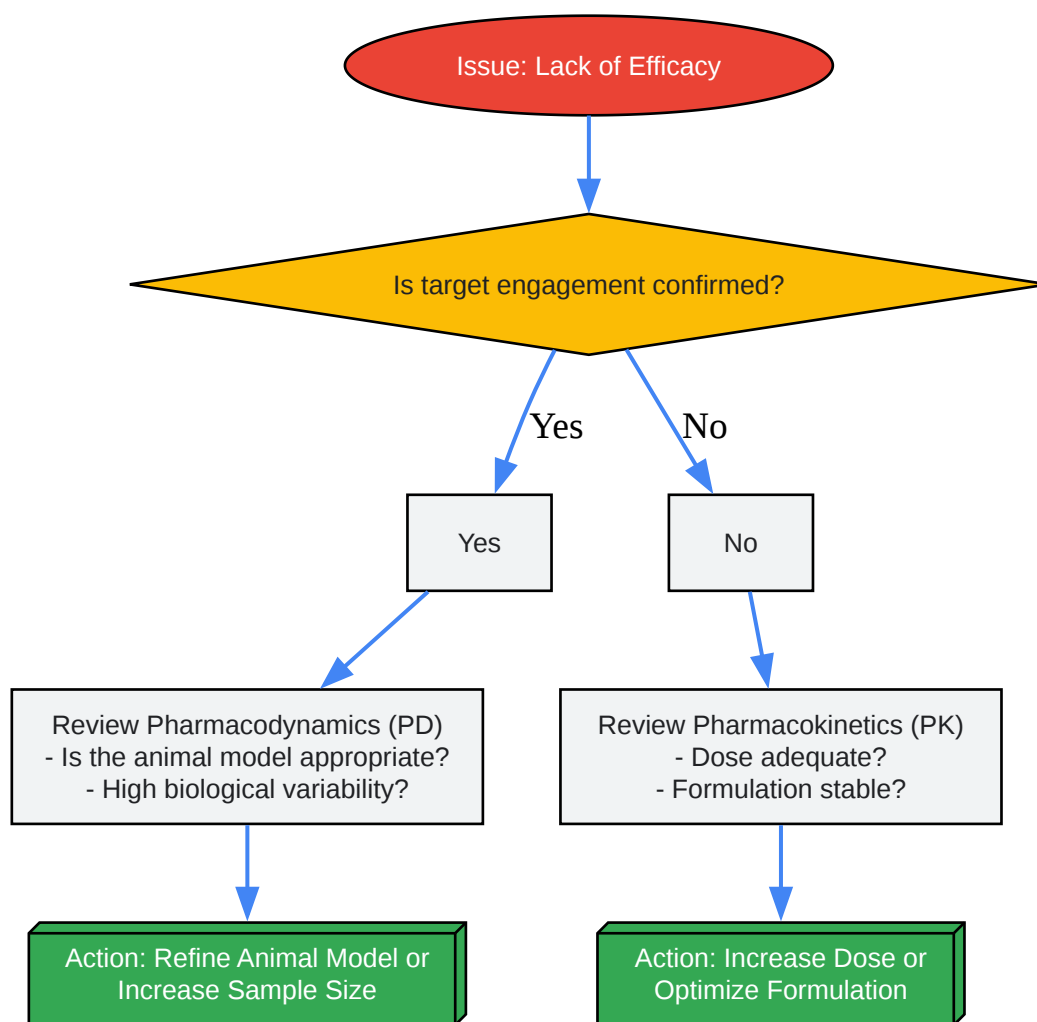 Issue: Lack of Efficacy
Is target engagement confirmed?
Yes
No
Yes
No
Review Pharmacodynamics (PD)
- Is the animal model appropriate?
- High biological variability?
Review Pharmacokinetics (PK)
- Dose adequate?
- Formulation stable?
Action: Refine Animal Model or
Increase Sample Size
Action: Increase Dose or
Optimize Formulation